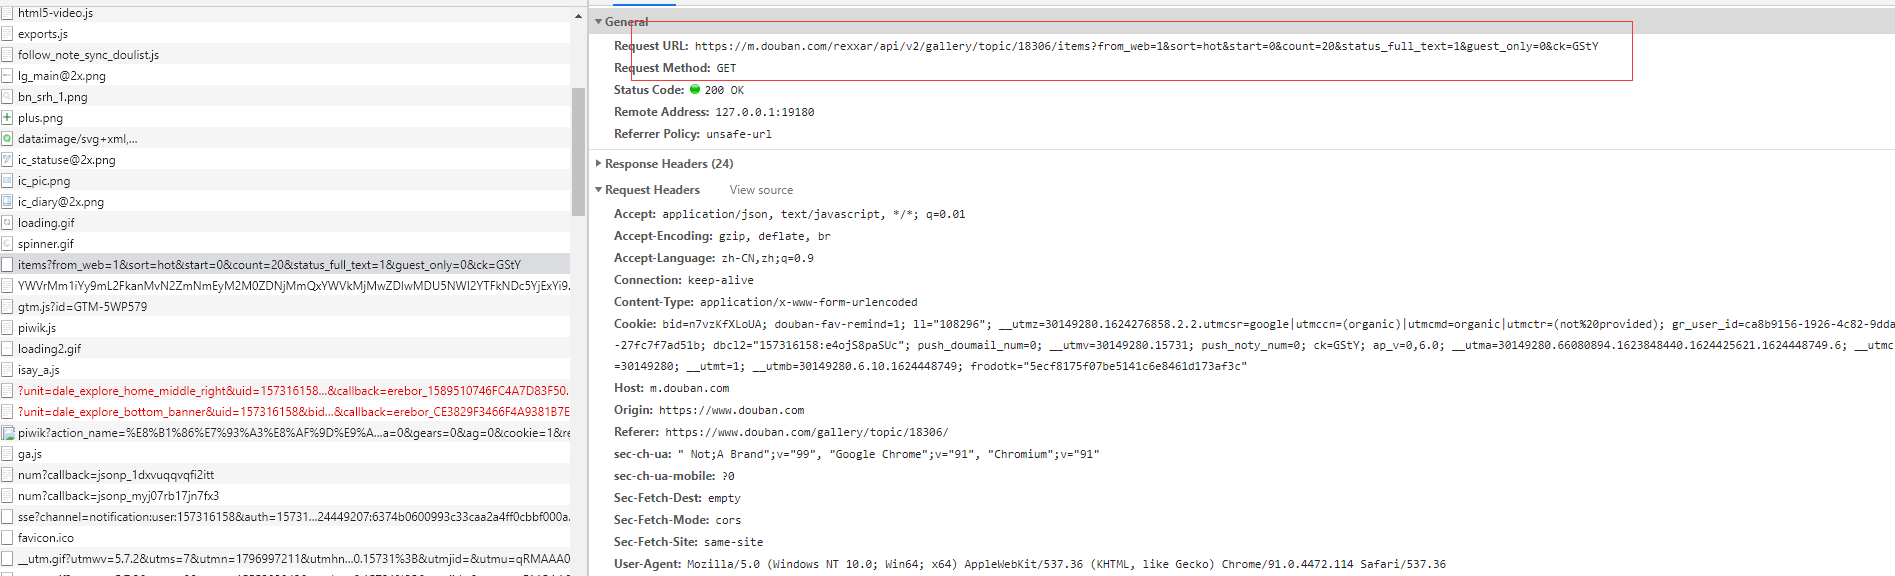 html5-video.js
exports.js
follow_note_sync_doulist.js
lg_main@2x.png
bn_srh_1.png
plus.png
data:image/svg+xml,...
ic_statuse@2x.png
ic_pic.png
ic_diary@2x.png
loading.gif
spinner.gif
items?from_web=1&sort=hot&start=0&count=20&status_full_text=1&guest_only=0&ck=GStY
YWVrMm1iYy9mL2FkanMvN2ZmNmEyM2M0ZDNjMmQxYWVkMjMwZDIwMDU5NWI2YTFkNDc5YjExYi9.
gtm.js?id=GTM-5WP579
piwik.js
loading2.gif
isay_a.js
?unit=dale_explore_home_middle_right&uid=157316158...&callback=erebor_1589510746FC4A7D83F50.
?unit=dale_explore_bottom_banner&uid=157316158&bid...&callback=erebor_CE3829F3466F4A9381B7E
piwik?action_name=%E8%B1%86%E7%93%A3%E8%AF%9D%E9%A...a=0&gears=0&ag=0&cookie=1&re
ga.js
num?callback=jsonp_1dxvuqqvqfi2itt
num?callback=jsonp_myj07rb17jn7fx3
sse?channel=notification:user:157316158&auth=15731...24449207:6374b0600993c33caa2a4ff0cbbf000a.
favicon.ico
__utm.gif?utmwv=5.7.2&utms=7&utmn=1796997211&utmhn...0.15731%3B&utmjid=&utmu=qRMAAA0
General
Request URL: https://m.douban.com/rexxar/api/v2/gallery/topic/18306/items?from_web=1&sort=hot&start=0&count=20&status_full_text=1&guest_only=0&ck=GStY
Request Method: GET
Status Code: 200 OK
Remote Address: 127.0.0.1:19180
Referrer Policy: unsafe-url
Response Headers (24)
Request Headers View source
Accept: application/json, text/javascript, */*; q=0.01
Accept-Encoding: gzip, deflate, br
Accept-Language: zh-CN,zh;q=0.9
Connection: keep-alive
Content-Type: application/x-www-form-urlencoded
Cookie: bid=n7vzKfXLoUA; douban-fav-remind=1; ll="108296"; __utmz=30149280.1624276858.2.2.utmcsr=google|utmccn=(organic)|utmcmd=organic|utmctr=(not%20provided); gr_user_id=ca8b9156-1926-4c82-9dda
-27fc7f7ad51b; dbcl2="157316158:e4ojS8paSUc"; push_doumail_num=0; __utmv=30149280.15731; push_noty_num=0; ck=GStY; ap_v=0,6.0; __utma=30149280.66080894.1623848440.1624425621.1624448749.6; __utmc
=30149280; __utmt=1; __utmb=30149280.6.10.1624448749; frodotk="5ecf8175f07be5141c6e8461d173af3c"
Host: m.douban.com
Origin: https://www.douban.com
Referer: https://www.douban.com/gallery/topic/18306/
sec-ch-ua: " Not;A Brand";v="99", "Google Chrome";v="91", "Chromium";v="91"
sec-ch-ua-mobile: ?0
Sec-Fetch-Dest: empty
Sec-Fetch-Mode: cors
Sec-Fetch-Site: same-site
User-Agent: Mozilla/5.0 (Windows NT 10.0; Win64; x64) AppleWebKit/537.36 (KHTML, like Gecko) Chrome/91.0.4472.114 Safari/537.36